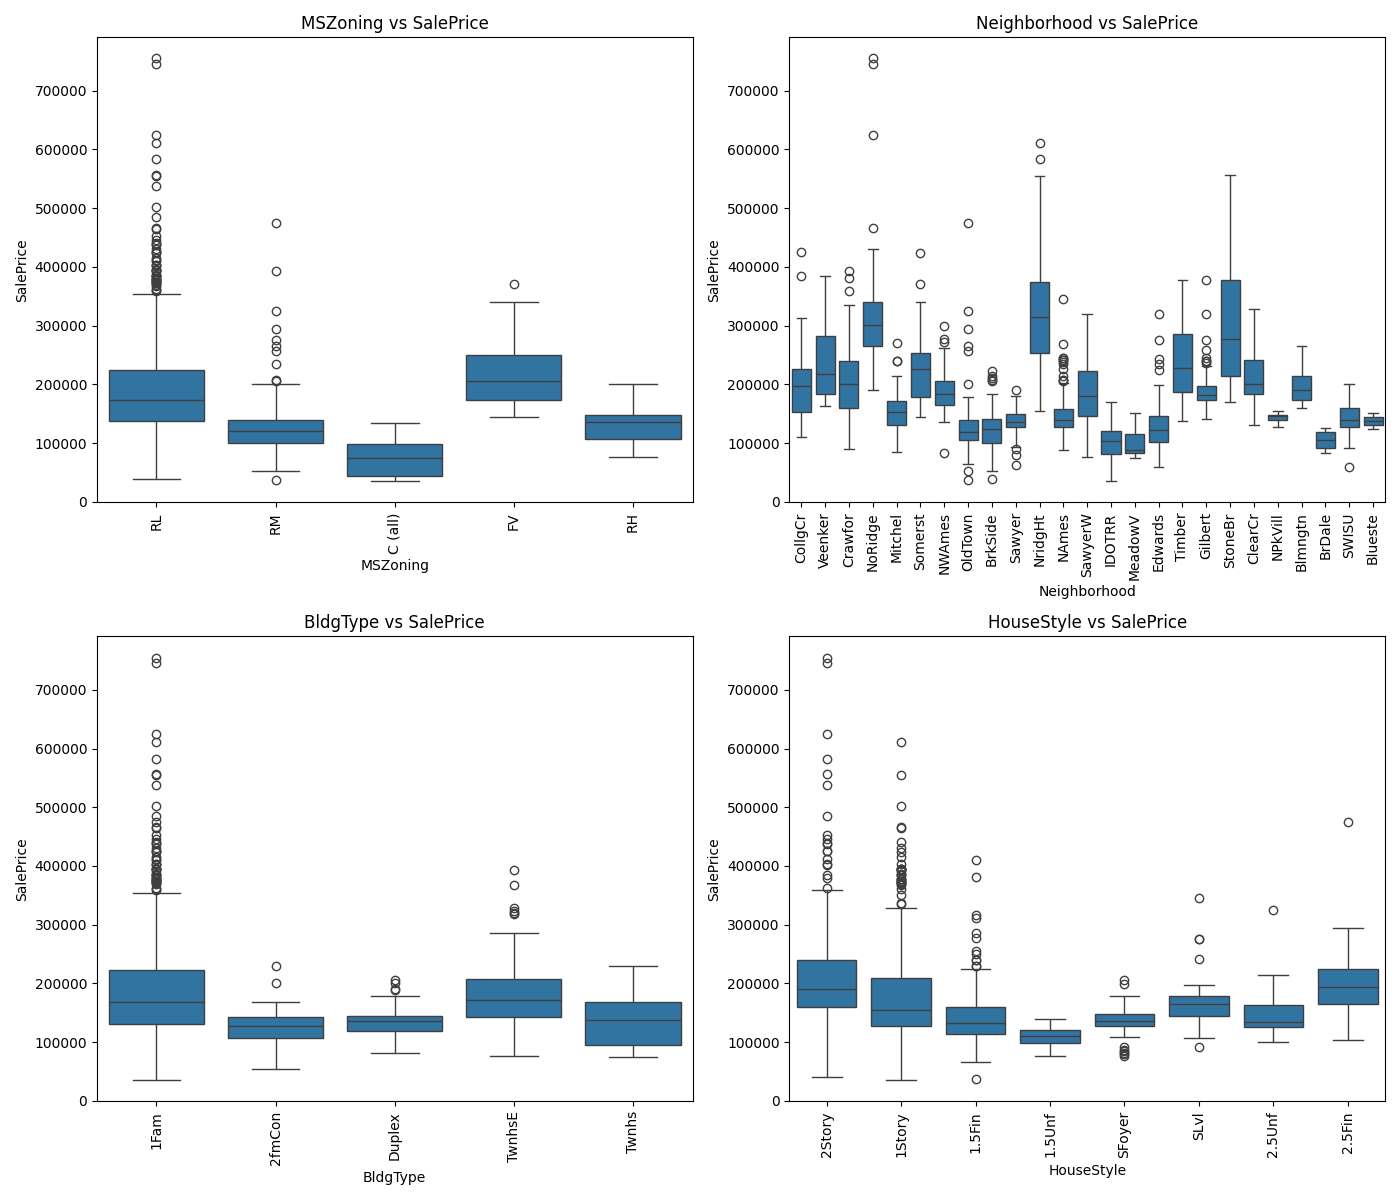 MSZoning vs SalePrice
SalePrice
700000
600000
500000
400000
300000
200000
100000
0
RL
RM
C (all)
FV
RH
MSZoning
Neighborhood vs SalePrice
SalePrice
700000
600000
500000
400000
300000
200000
100000
0
CollgCr
Veenker
Crawfor
NoRidge
Mitchel
Somerst
NWAmes
OldTown
BrkSide
Sawyer
NridgHt
NAmes
SawyerW
IDOTRR
MeadowV
Edwards
Timber
Gilbert
StoneBr
ClearCr
NPkVill
Blmngtn
BrDale
SWISU
Blueste
Neighborhood
BldgType vs SalePrice
SalePrice
700000
600000
500000
400000
300000
200000
100000
0
1Fam
2fmCon
Duplex
TwnhsE
Twnhs
BldgType
HouseStyle vs SalePrice
SalePrice
700000
600000
500000
400000
300000
200000
100000
0
2Story
1Story
1.5Fin
1.5Unf
SFoyer
SLvl
2.5Unf
2.5Fin
HouseStyle